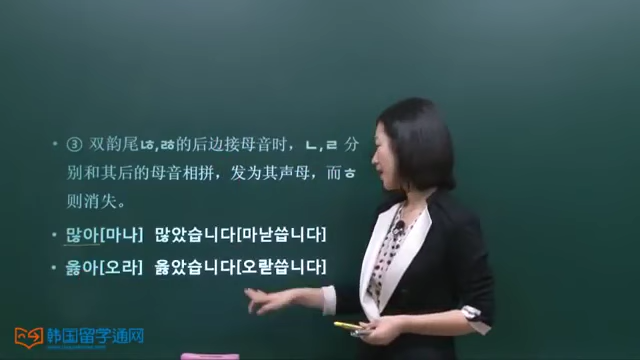 • ③ 双韵尾ㄶ,ㅀ的后边接母音时，ㄴ,ㄹ 分
别和其后的母音相拼，发为其声母，而ㅎ
则消失。
• 많아[마나] 많았습니다[마낟씁니다]
• 옳아[오라] 옳았습니다[오랃씁니다]
韩国留学通网